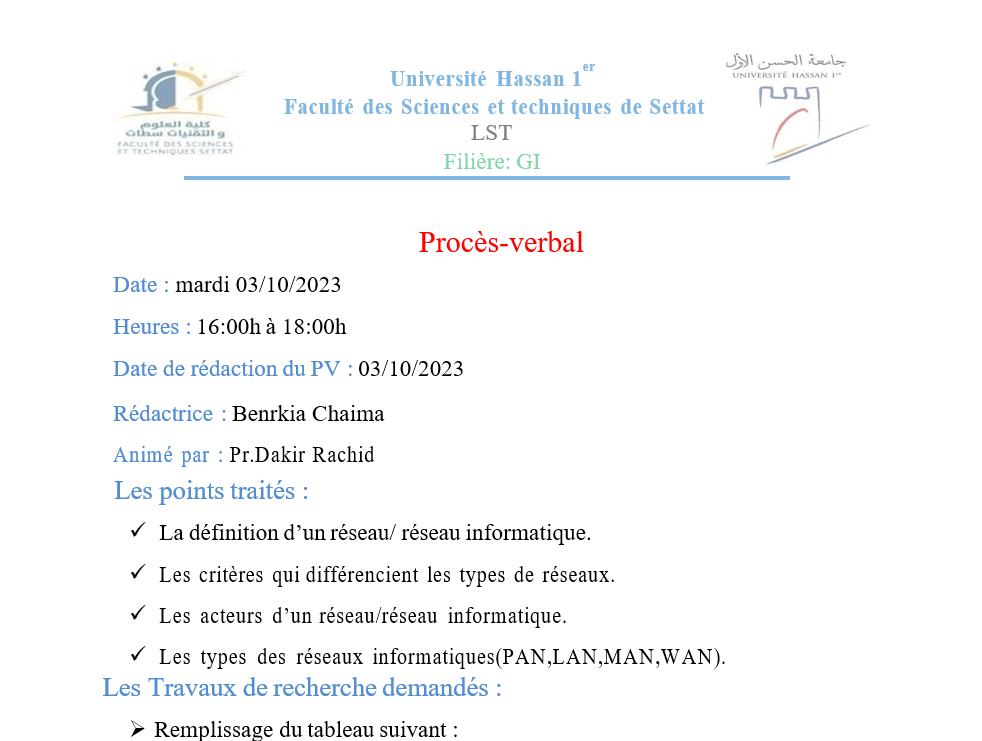 كلية العلوم
و التقنيات سطات
FACULTÉ DES SCIENCES
ET TECHNIQUES SETTAT
Université Hassan 1er
Faculté des Sciences et techniques de Settat
LST
Filière: GI
جامعة الحسن الأول
UNIVERSITÉ HASSAN 1er
Procès-verbal
Date : mardi 03/10/2023
Heures : 16:00h à 18:00h
Date de rédaction du PV : 03/10/2023
Rédactrice : Benrkia Chaima
Animé par : Pr.Dakir Rachid
Les points traités :
✓ La définition d’un réseau/ réseau informatique.
✓ Les critères qui différencient les types de réseaux.
✓ Les acteurs d’un réseau/réseau informatique.
✓ Les types des réseaux informatiques(PAN,LAN,MAN,WAN).
Les Travaux de recherche demandés :
➢ Remplissage du tableau suivant :